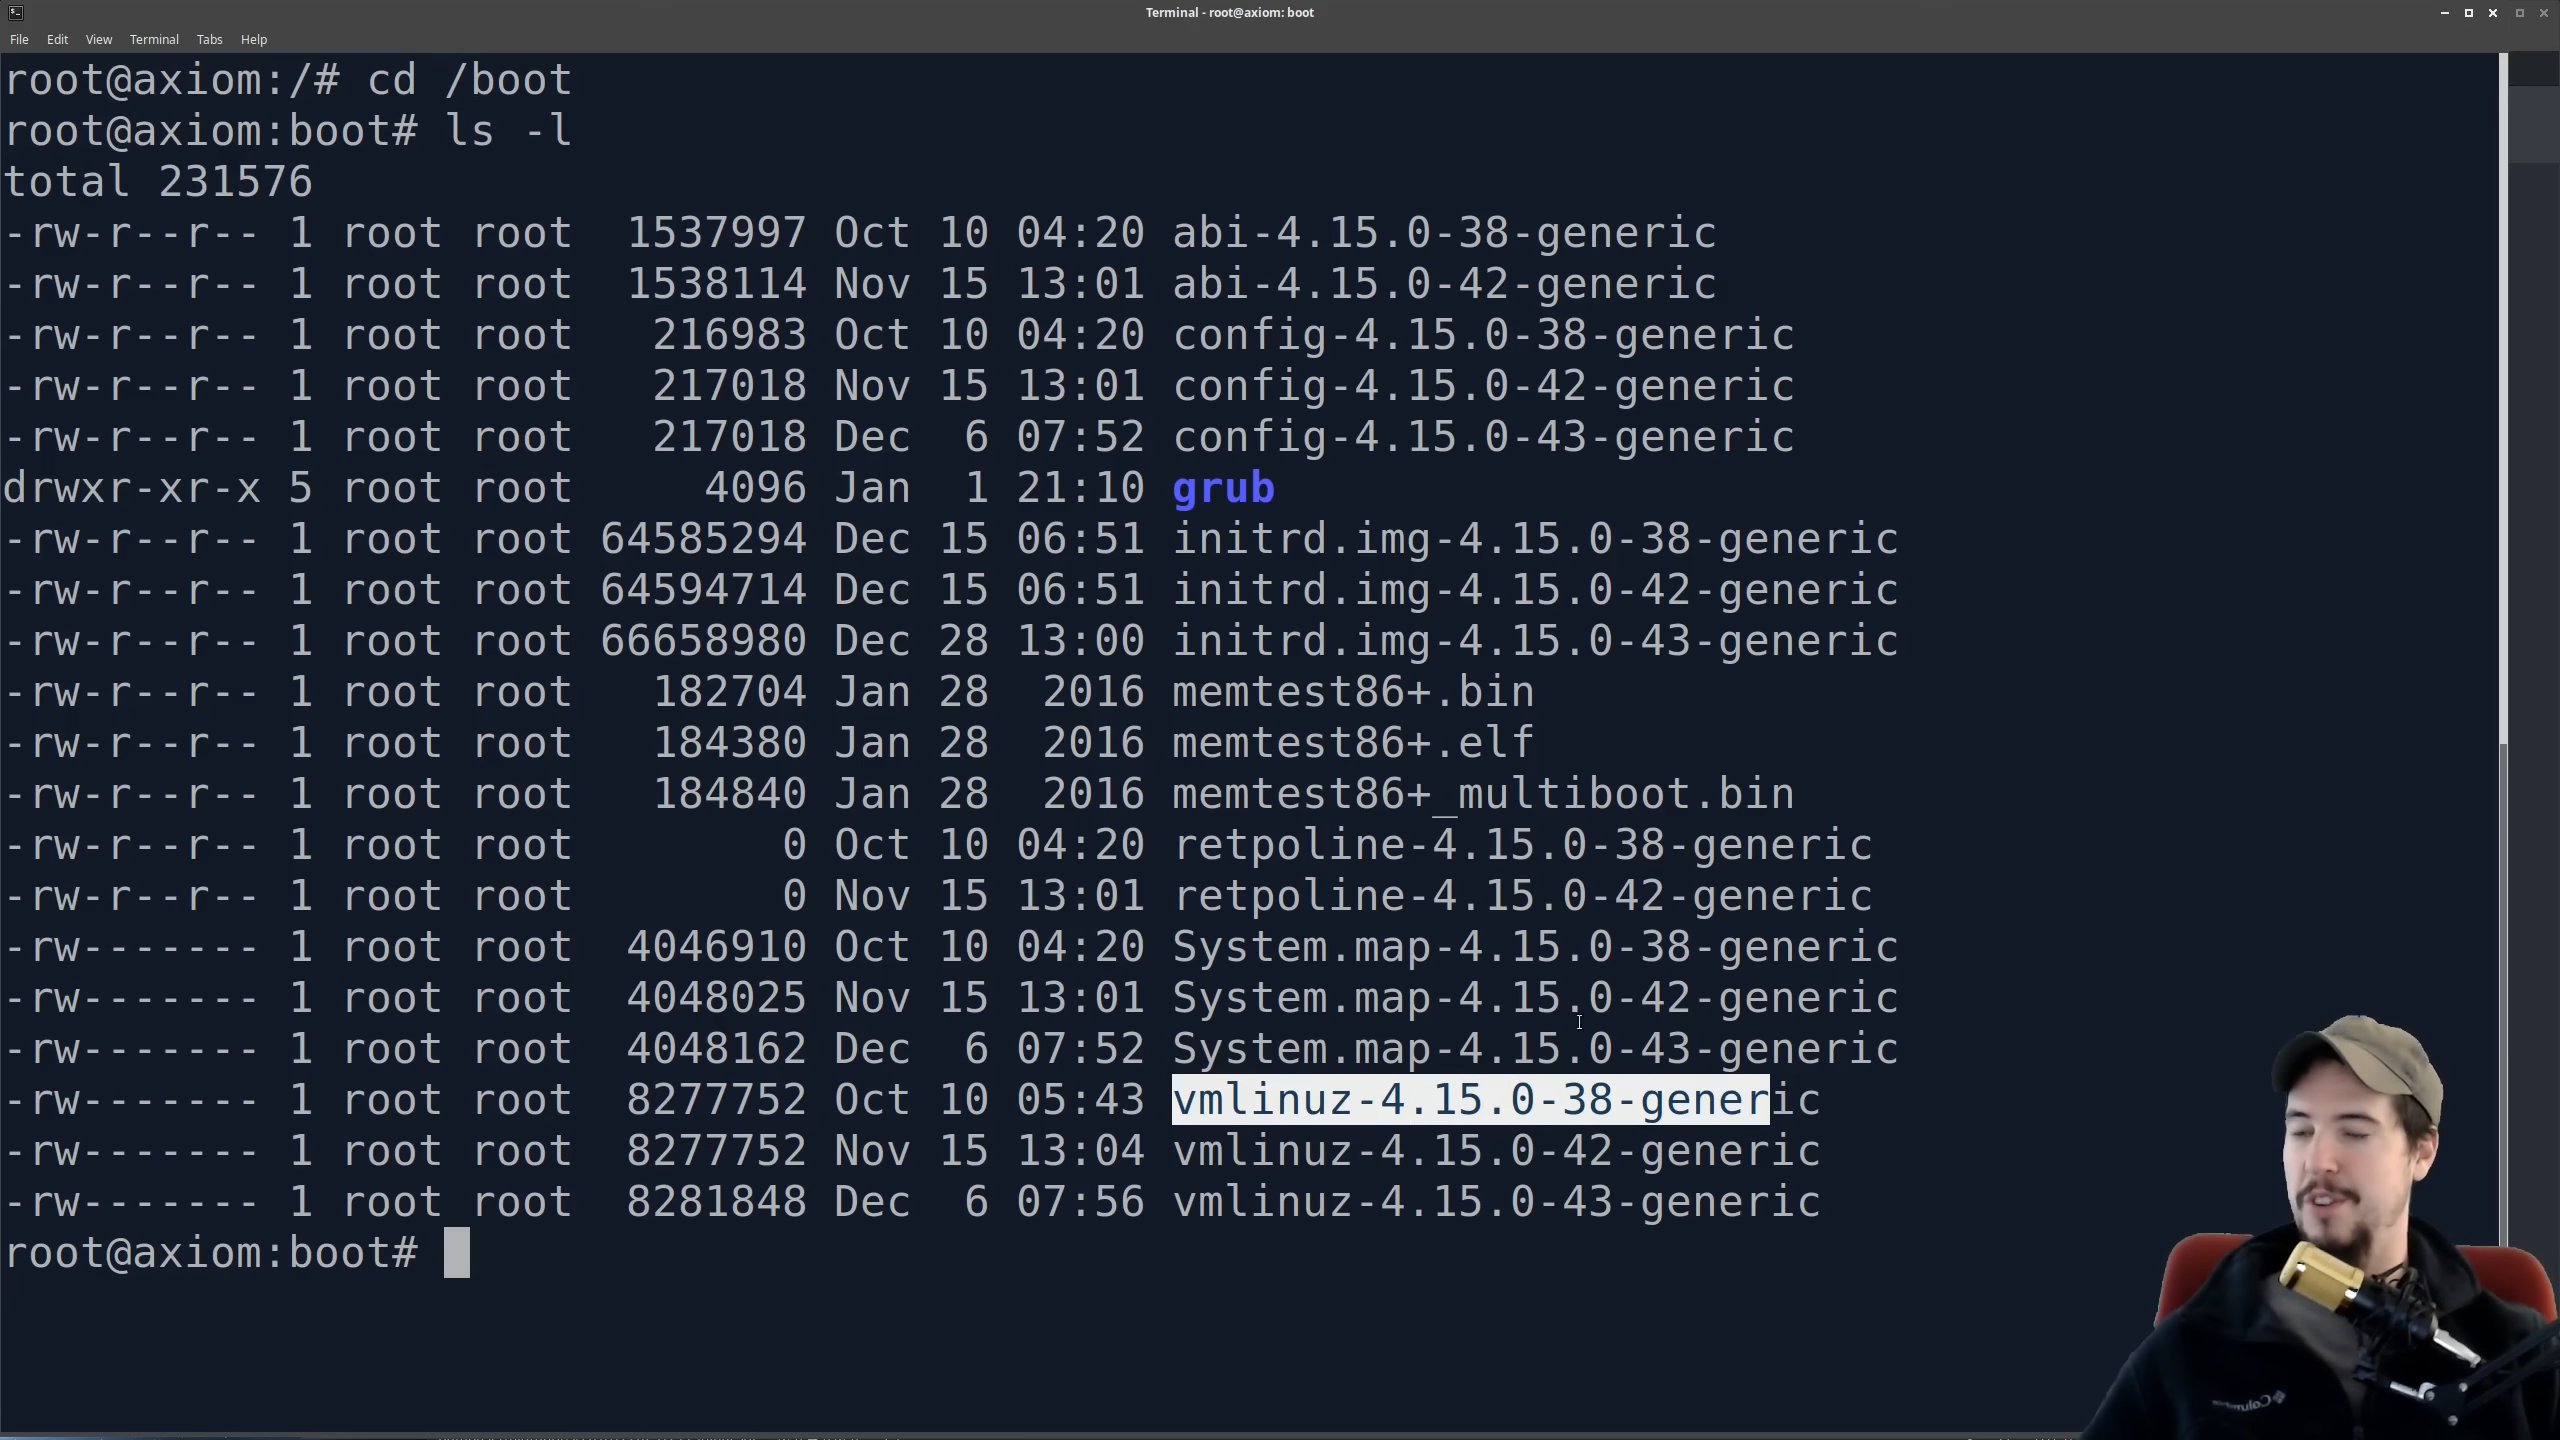 Terminal - root@axiom: boot
File Edit View Terminal Tabs Help
root@axiom:/# cd /boot
root@axiom:boot# ls -l
total 231576
-rw-r--r-- 1 root root  1537997 Oct 10 04:20 abi-4.15.0-38-generic
-rw-r--r-- 1 root root  1538114 Nov 15 13:01 abi-4.15.0-42-generic
-rw-r--r-- 1 root root   216983 Oct 10 04:20 config-4.15.0-38-generic
-rw-r--r-- 1 root root   217018 Nov 15 13:01 config-4.15.0-42-generic
-rw-r--r-- 1 root root   217018 Dec  6 07:52 config-4.15.0-43-generic
drwxr-xr-x 5 root root     4096 Jan  1 21:10 grub
-rw-r--r-- 1 root root 64585294 Dec 15 06:51 initrd.img-4.15.0-38-generic
-rw-r--r-- 1 root root 64594714 Dec 15 06:51 initrd.img-4.15.0-42-generic
-rw-r--r-- 1 root root 66658980 Dec 28 13:00 initrd.img-4.15.0-43-generic
-rw-r--r-- 1 root root   182704 Jan 28  2016 memtest86+.bin
-rw-r--r-- 1 root root   184380 Jan 28  2016 memtest86+.elf
-rw-r--r-- 1 root root   184840 Jan 28  2016 memtest86+_multiboot.bin
-rw-r--r-- 1 root root        0 Oct 10 04:20 retpoline-4.15.0-38-generic
-rw-r--r-- 1 root root        0 Nov 15 13:01 retpoline-4.15.0-42-generic
-rw------- 1 root root  4046910 Oct 10 04:20 System.map-4.15.0-38-generic
-rw------- 1 root root  4048025 Nov 15 13:01 System.map-4.15.0-42-generic
-rw------- 1 root root  4048162 Dec  6 07:52 System.map-4.15.0-43-generic
-rw------- 1 root root  8277752 Oct 10 05:43 vmlinuz-4.15.0-38-generic
-rw------- 1 root root  8277752 Nov 15 13:04 vmlinuz-4.15.0-42-generic
-rw------- 1 root root  8281848 Dec  6 07:56 vmlinuz-4.15.0-43-generic
root@axiom:boot#
Columbia